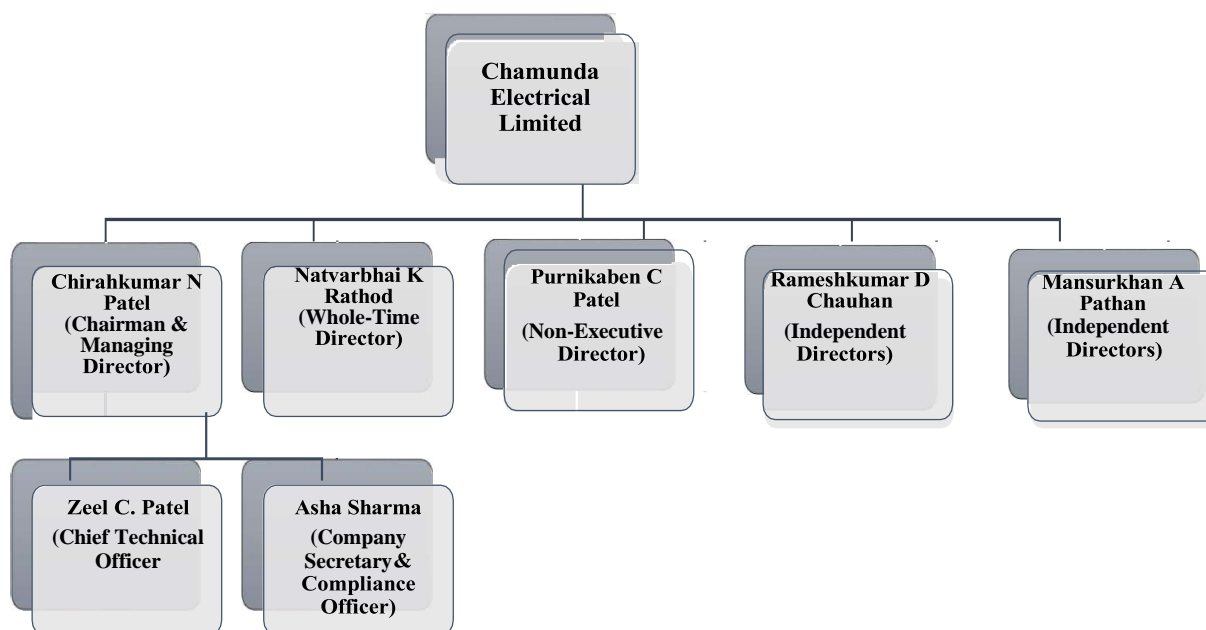 Chamunda
Electrical
Limited
Chirahkumar N
Patel
(Chairman &
Managing
Director)
Natvarbhai K
Rathod
(Whole-Time
Director)
Purnikaben C
Patel
(Non-Executive
Director)
Rameshkumar D
Chauhan
(Independent
Directors)
Mansurkhan A
Pathan
(Independent
Directors)
Zeel C. Patel
(Chief Technical
Officer
Asha Sharma
(Company
Secretary&
Compliance
Officer)